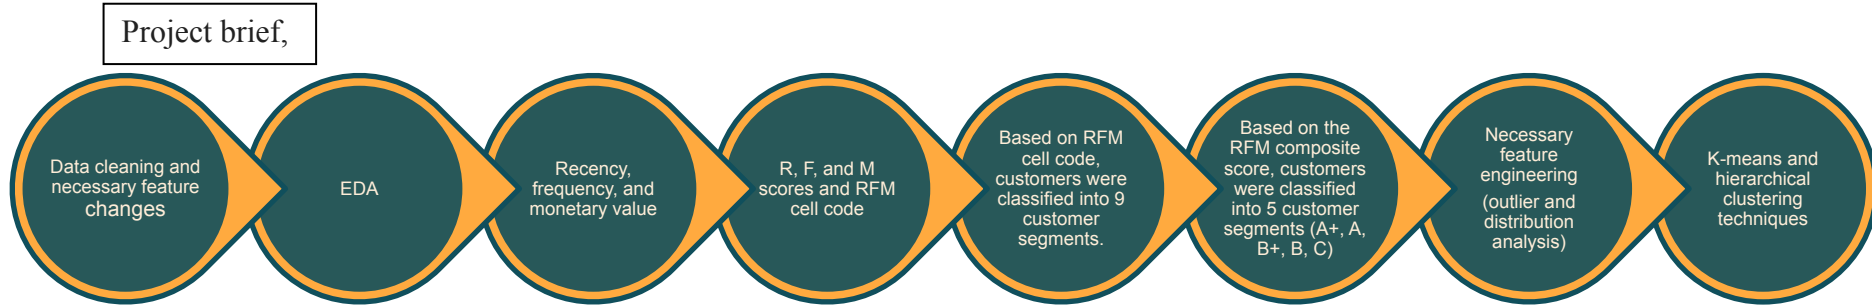 Project brief,
Data cleaning and
necessary feature
changes
EDA
Recency,
frequency, and
monetary value
R, F, and M
scores and RFM
cell code
Based on RFM
cell code,
customers were
classified into 9
customer
segments.
Based on the
RFM composite
score, customers
were classified
into 5 customer
segments (A+, A,
B+, B, C)
Necessary
feature
engineering
(outlier and
distribution
analysis)
K-means and
hierarchical
clustering
techniques